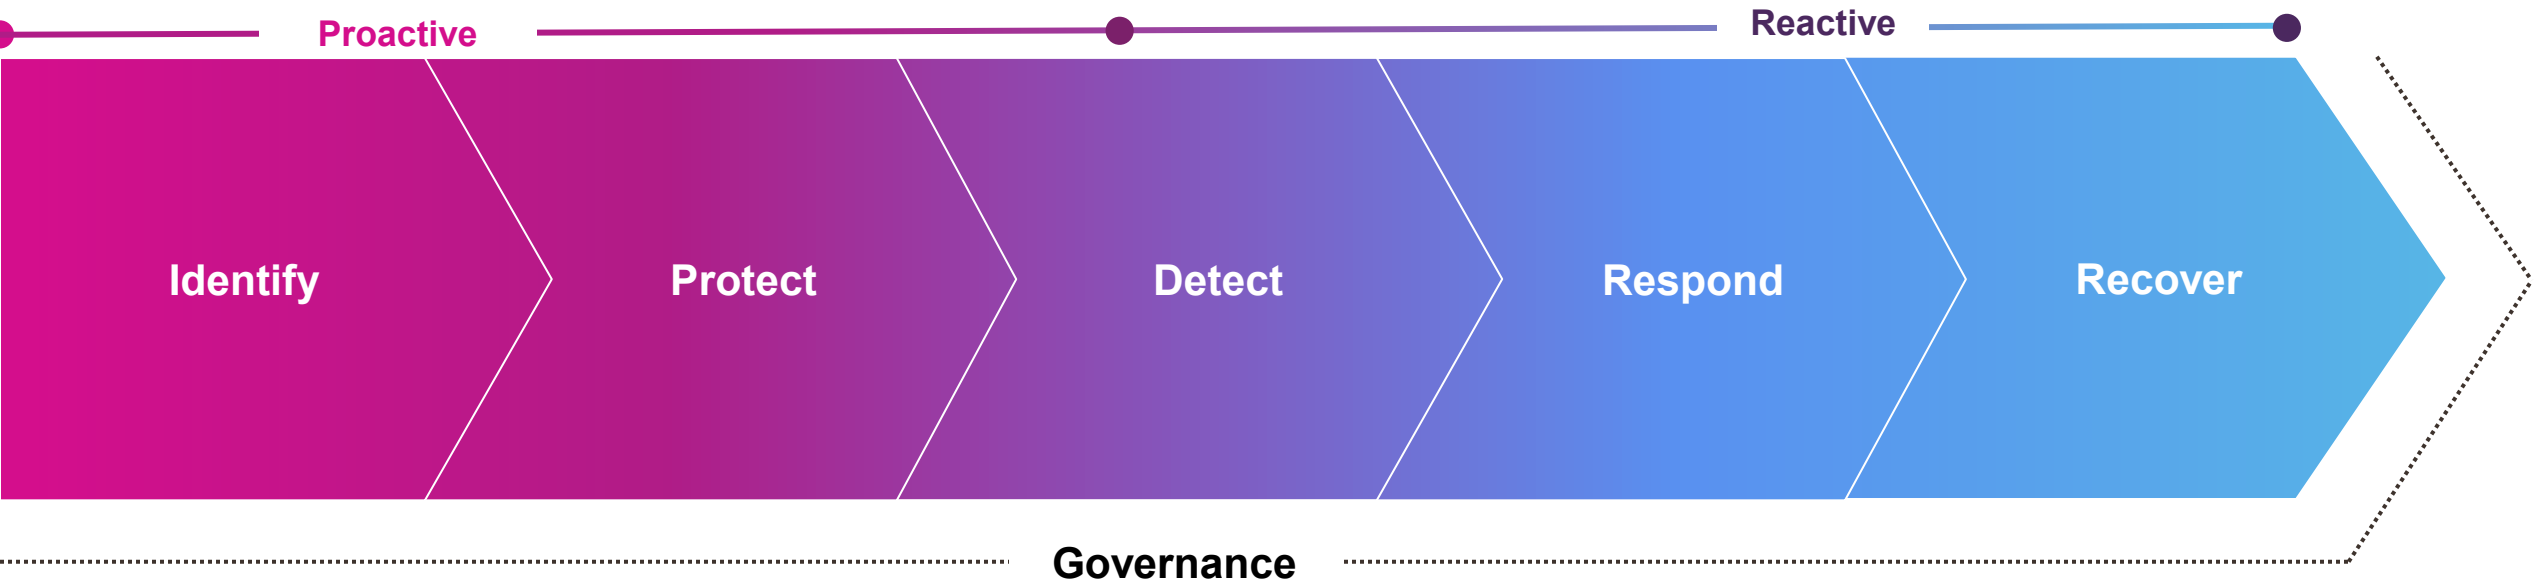 Proactive
Reactive
Identify
Protect
Detect
Respond
Recover
Governance